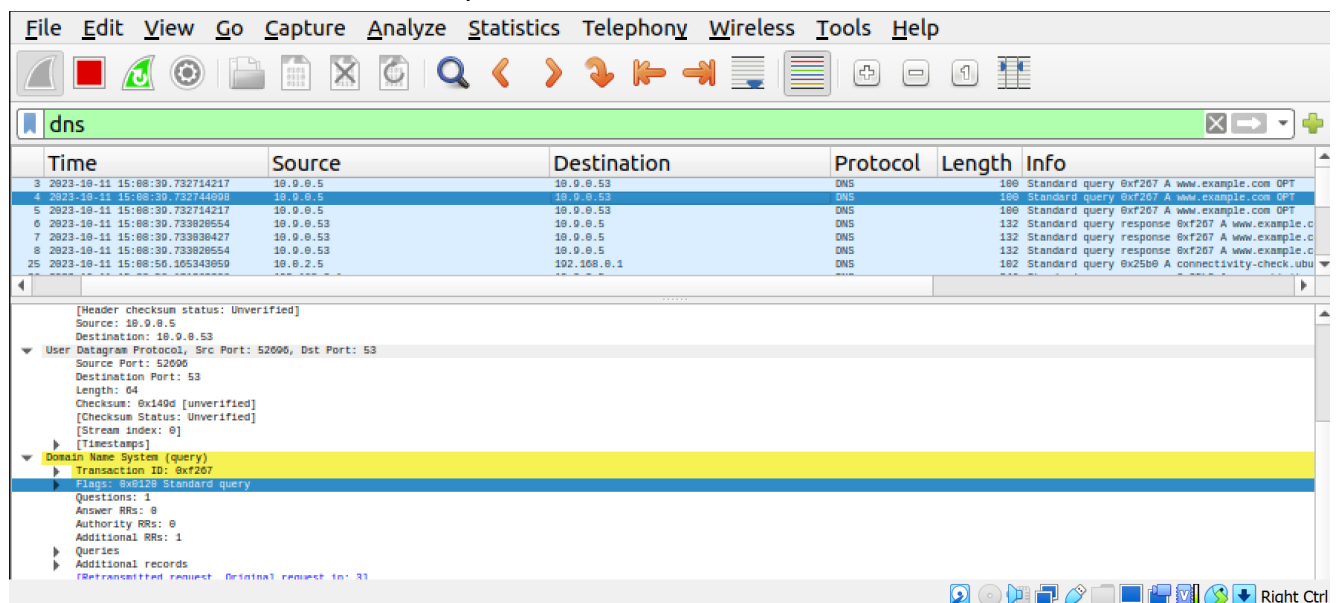 File Edit View Go Capture Analyze Statistics Telephony Wireless Tools Help
dns
Time Source Destination Protocol Length Info
3 2023-10-11 15:08:39.732714217 10.9.0.5 10.9.0.53 DNS 100 Standard query 0xf267 A www.example.com OPT
4 2023-10-11 15:08:39.732744098 10.9.0.5 10.9.0.53 DNS 100 Standard query 0xf267 A www.example.com OPT
5 2023-10-11 15:08:39.732714217 10.9.0.5 10.9.0.53 DNS 100 Standard query 0xf267 A www.example.com OPT
6 2023-10-11 15:08:39.733020554 10.9.0.53 10.9.0.5 DNS 132 Standard query response 0xf267 A www.example.c
7 2023-10-11 15:08:39.733030427 10.9.0.53 10.9.0.5 DNS 132 Standard query response 0xf267 A www.example.c
8 2023-10-11 15:08:39.733020554 10.9.0.53 10.9.0.5 DNS 132 Standard query response 0xf267 A www.example.c
25 2023-10-11 15:08:56.165343059 10.0.2.5 192.168.0.1 DNS 102 Standard query 0x25b0 A connectivity-check.ubu
[Header checksum status: Unverified]
Source: 10.9.0.5
Destination: 10.9.0.53
User Datagram Protocol, Src Port: 52696, Dst Port: 53
Source Port: 52696
Destination Port: 53
Length: 64
Checksum: 0x149d [unverified]
[Checksum Status: Unverified]
[Stream index: 0]
[Timestamps]
Domain Name System (query)
Transaction ID: 0xf267
Flags: 0x0120 Standard query
Questions: 1
Answer RRs: 0
Authority RRs: 0
Additional RRs: 1
Queries
Additional records
[Retransmitted request. Original request in: 3]
Right Ctrl